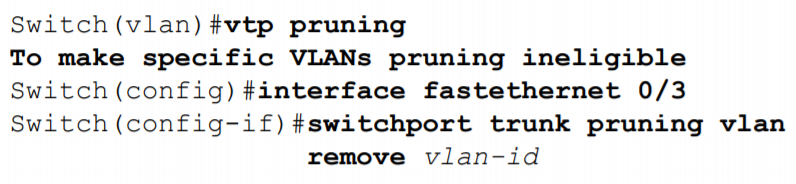 Switch(vlan)#vtp pruning
To make specific VLANs pruning ineligible
Switch(config)#interface fastethernet 0/3
Switch(config-if)#switchport trunk pruning vlan
remove vlan-id